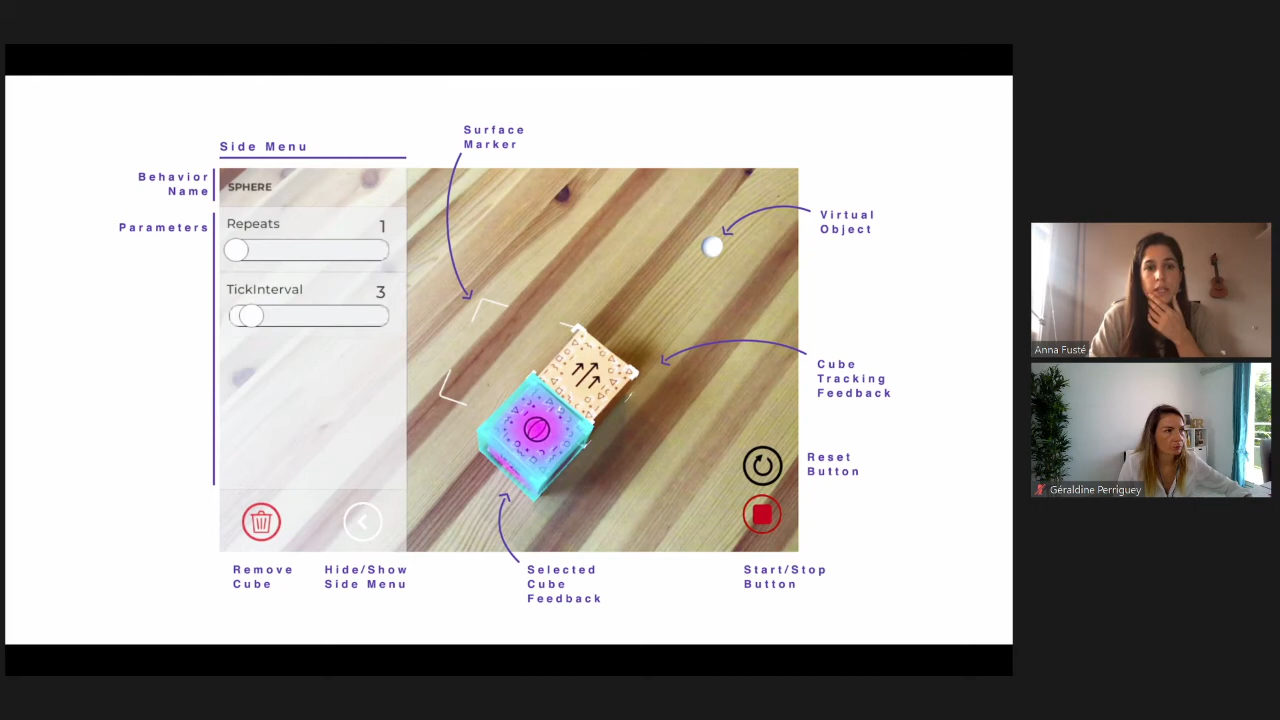 Surface
Marker
Side Menu
Behavior
Name
SPHERE
Parameters
Repeats 1
TickInterval 3
Virtual
Object
Cube
Tracking
Feedback
Reset
Button
Remove
Cube
Hide/Show
Side Menu
Selected
Cube
Feedback
Start/Stop
Button
Anna Fusté
Géraldine Perriguey